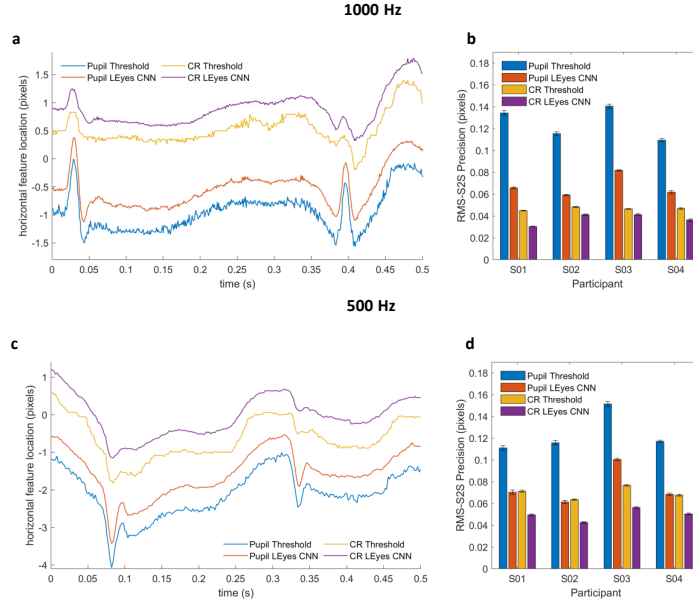 1000 Hz
a
Pupil Threshold
Pupil LEyes CNN
CR Threshold
CR LEyes CNN
horizontal feature location (pixels)
1.5
1
0.5
0
-0.5
-1
-1.5
0
0.05
0.1
0.15
0.2
0.25
0.3
0.35
0.4
0.45
0.5
time (s)
b
Pupil Threshold
Pupil LEyes CNN
CR Threshold
CR LEyes CNN
RMS-S2S Precision (pixels)
0.18
0.16
0.14
0.12
0.1
0.08
0.06
0.04
0.02
0
S01
S02
S03
S04
Participant
500 Hz
c
horizontal feature location (pixels)
1
0
-1
-2
-3
-4
Pupil Threshold
Pupil LEyes CNN
CR Threshold
CR LEyes CNN
0
0.05
0.1
0.15
0.2
0.25
0.3
0.35
0.4
0.45
0.5
time (s)
d
Pupil Threshold
Pupil LEyes CNN
CR Threshold
CR LEyes CNN
RMS-S2S Precision (pixels)
0.18
0.16
0.14
0.12
0.1
0.08
0.06
0.04
0.02
0
S01
S02
S03
S04
Participant